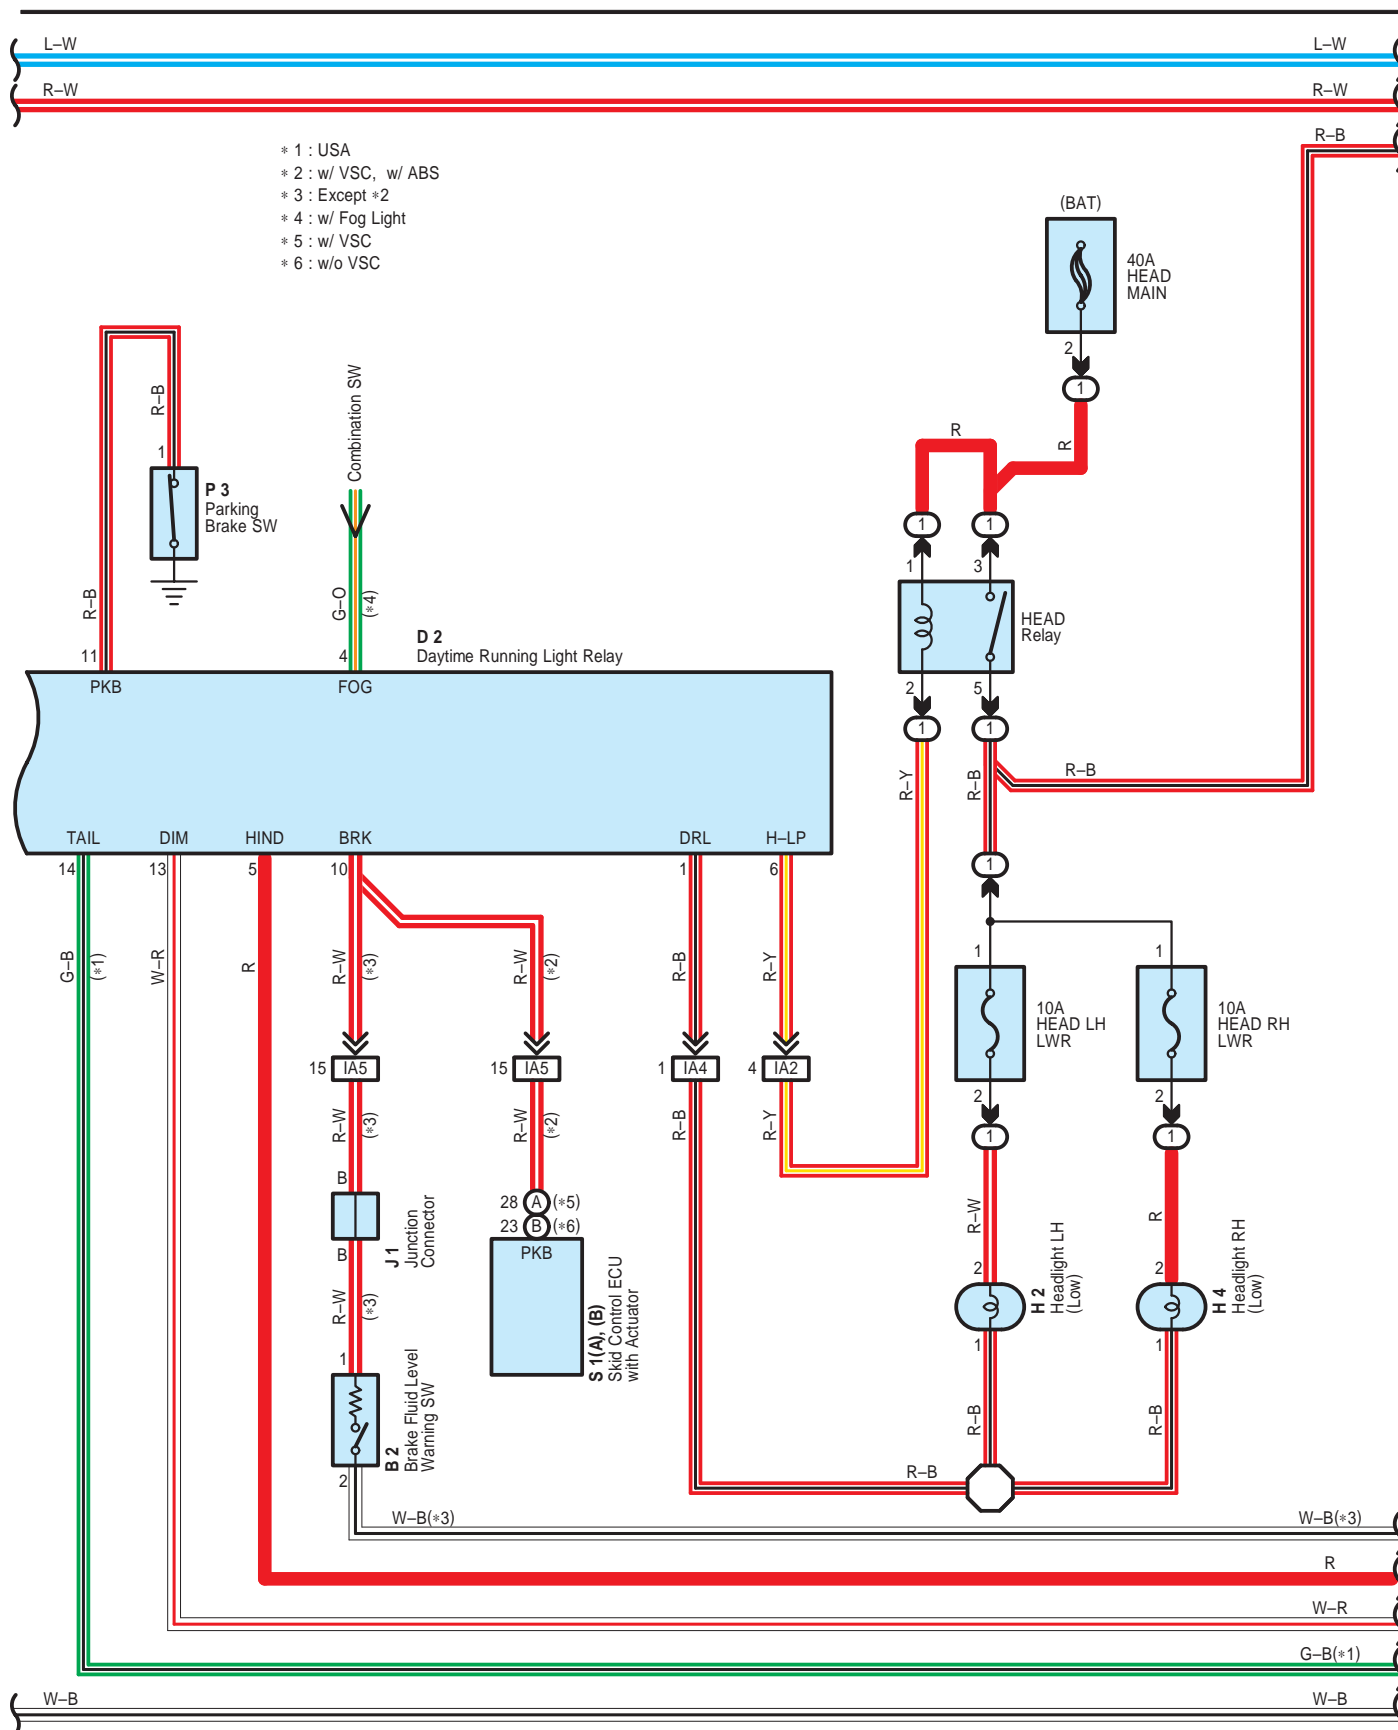 L–W
L–W
R–W
R–W
R–B
∗ 1 : USA
∗ 2 : w/ VSC, w/ ABS
∗ 3 : Except ∗2
∗ 4 : w/ Fog Light
∗ 5 : w/ VSC
∗ 6 : w/o VSC
(BAT)
40A
HEAD
MAIN
2
1
R
R
R–B
1
P 3
Parking
Brake SW
Combination SW
1
1
1
3
HEAD
Relay
R–B
G–O
(∗4)
11
4
D 2
Daytime Running Light Relay
PKB
FOG
2
5
1
1
R–Y
R–B
R–B
TAIL
DIM
HIND
BRK
DRL
H–LP
14
13
5
10
1
6
1
G–B
(∗1)
W–R
R
R–W
(∗3)
R–W
(∗2)
R–B
R–Y
1
1
10A
HEAD LH
LWR
10A
HEAD RH
LWR
15
IA5
15
IA5
1
IA4
4
IA2
2
2
1
1
R–W
(∗3)
R–W
(∗2)
R–B
R–Y
B
J 1
Junction
Connector
B
28
A
(∗5)
23
B
(∗6)
PKB
S 1(A), (B)
Skid Control ECU
with Actuator
R–W
R
2
2
H 2
Headlight LH
(Low)
H 4
Headlight RH
(Low)
R–W
(∗3)
1
1
1
B 2
Brake Fluid Level
Warning SW
2
R–B
R–B
R–B
W–B(∗3)
W–B(∗3)
R
W–R
G–B(∗1)
W–B
W–B